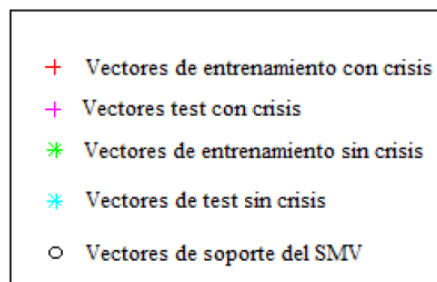 Vectores de entrenamiento con crisis
Vectores test con crisis
Vectores de entrenamiento sin crisis
Vectores de test sin crisis
Vectores de soporte del SMV